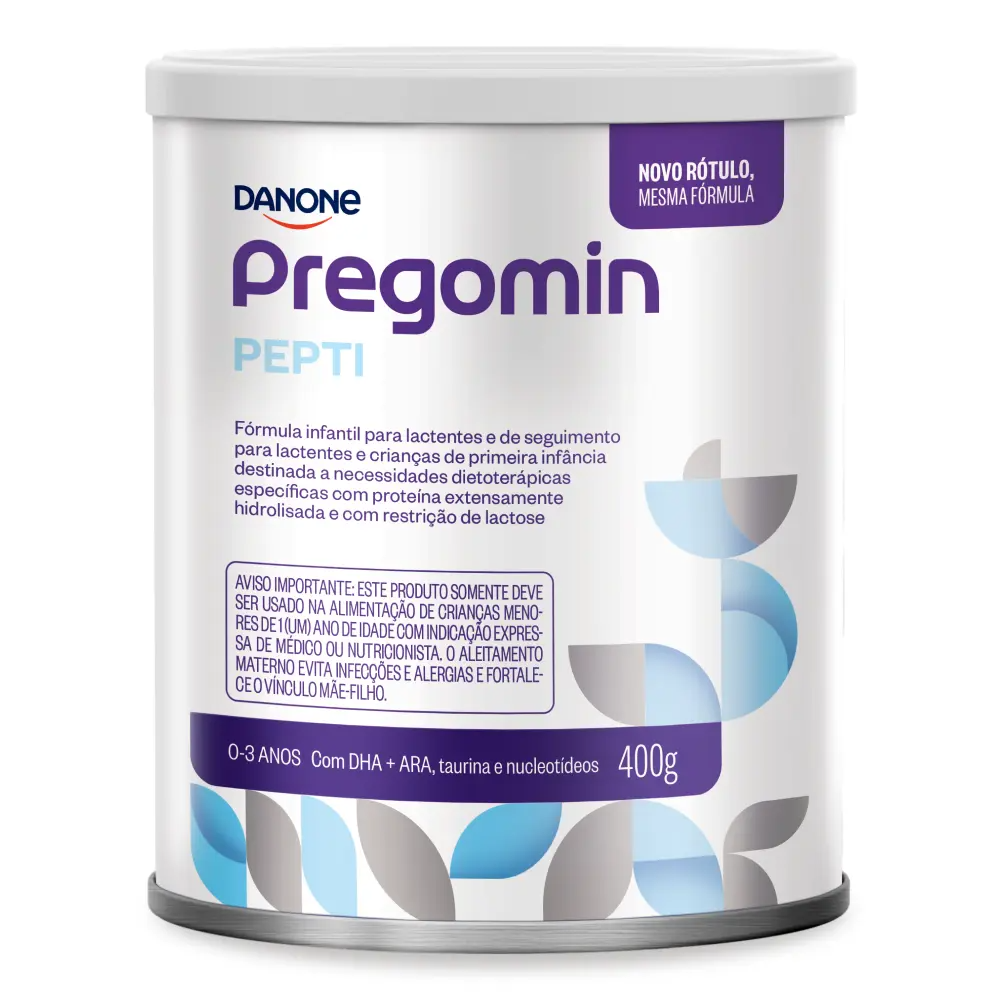 NOVO RÓTULO,
MESMA FÓRMULA
DANONE
Pregomin
PEPTI
Fórmula infantil para lactentes e de seguimento
para lactentes e crianças de primeira infância
destinada a necessidades dietoterápicas
específicas com proteína extensamente
hidrolisada e com restrição de lactose
AVISO IMPORTANTE: ESTE PRODUTO SOMENTE DEVE
SER USADO NA ALIMENTAÇÃO DE CRIANÇAS MENO-
RES DE 1 (UM) ANO DE IDADE COM INDICAÇÃO EXPRES-
SA DE MÉDICO OU NUTRICIONISTA. O ALEITAMENTO
MATERNO EVITA INFECÇÕES E ALERGIAS E FORTALE-
CE O VÍNCULO MÃE-FILHO.
0-3 ANOS Com DHA + ARA, taurina e nucleotídeos 400g